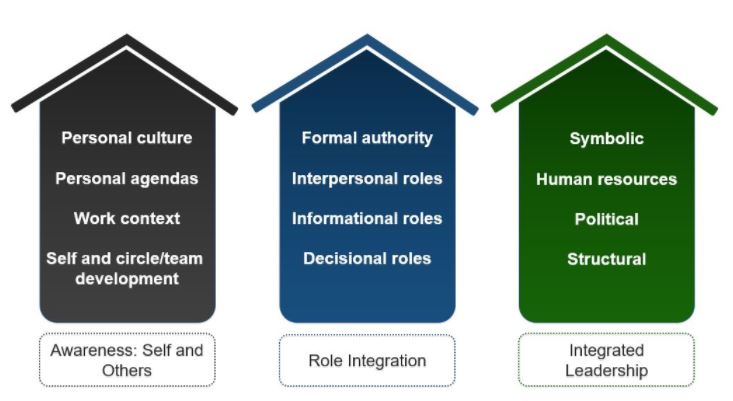 Personal culture
Personal agendas
Work context
Self and circle/team
development
Awareness: Self and
Others
Formal authority
Interpersonal roles
Informational roles
Decisional roles
Role Integration
Symbolic
Human resources
Political
Structural
Integrated
Leadership